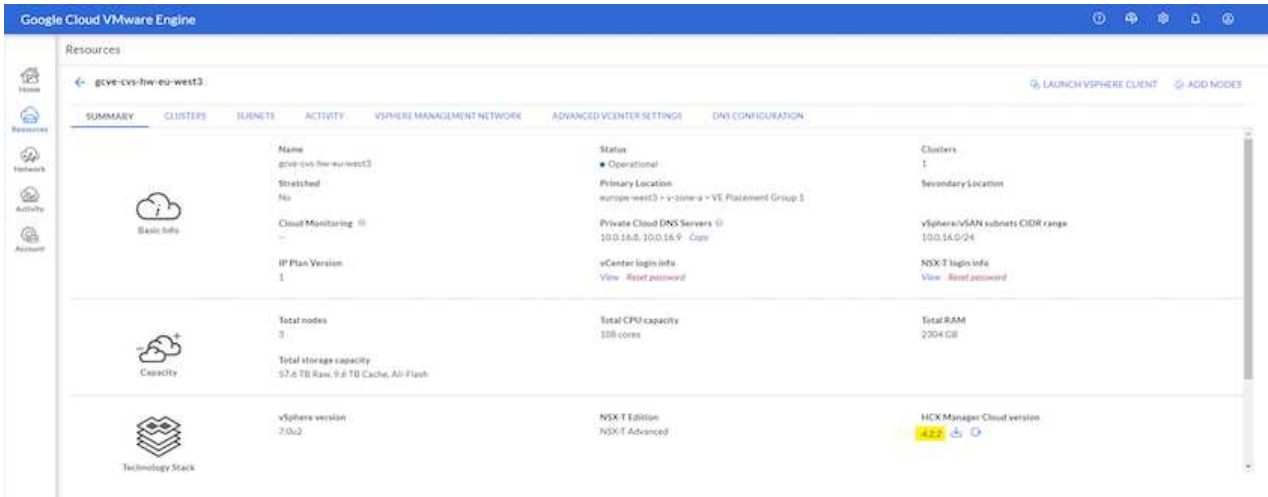 Google Cloud VMware Engine
Resources
gcve-cvs-hw-eu-west3
LAUNCH VSPHERE CLIENT ADD NODES
SUMMARY CLUSTERS SUBNETS ACTIVITY VSPHERE MANAGEMENT NETWORK ADVANCED VCENTER SETTINGS DNS CONFIGURATION
Home
Resources
Network
Activity
Account
Basic Info
Name
gcve-cvs-hw-eu-west3
Status
Operational
Clusters
1
Stretched
No
Primary Location
europe-west3 > v-zone-a > VE Placement Group 1
Secondary Location
Cloud Monitoring
--
Private Cloud DNS Servers
10.0.16.8, 10.0.16.9 Copy
vSphere/vSAN subnets CIDR range
10.0.16.0/24
IP Plan Version
1
vCenter login info
View Reset password
NSX-T login info
View Reset password
Capacity
Total nodes
3
Total CPU capacity
108 cores
Total RAM
2304 GB
Total storage capacity
57.6 TB Raw, 9.6 TB Cache, All-Flash
Technology Stack
vSphere version
7.0u2
NSX-T Edition
NSX-T Advanced
HCX Manager Cloud version
4.2.2